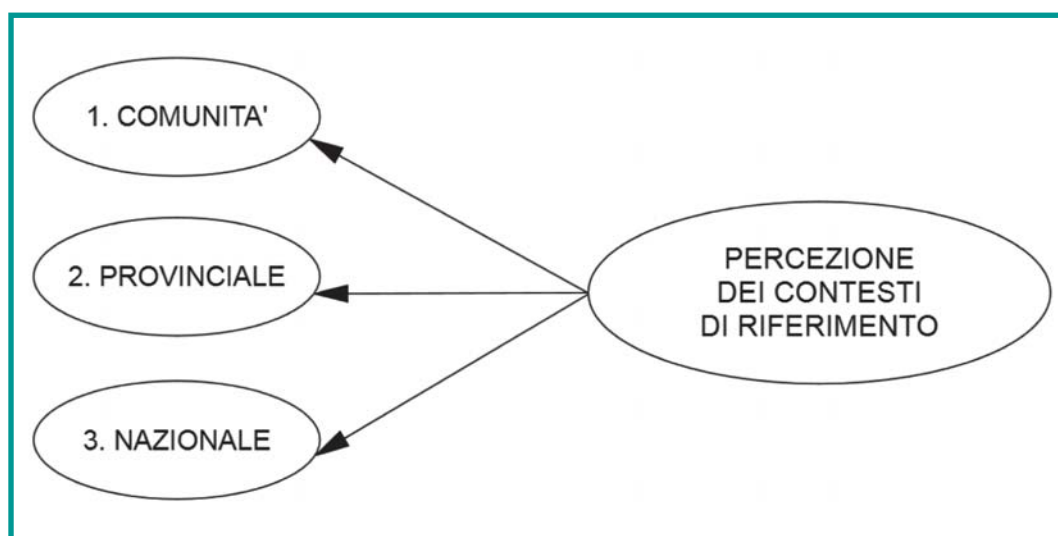 1. COMUNITA'
2. PROVINCIALE
3. NAZIONALE
PERCEZIONE
DEI CONTESTI
DI RIFERIMENTO